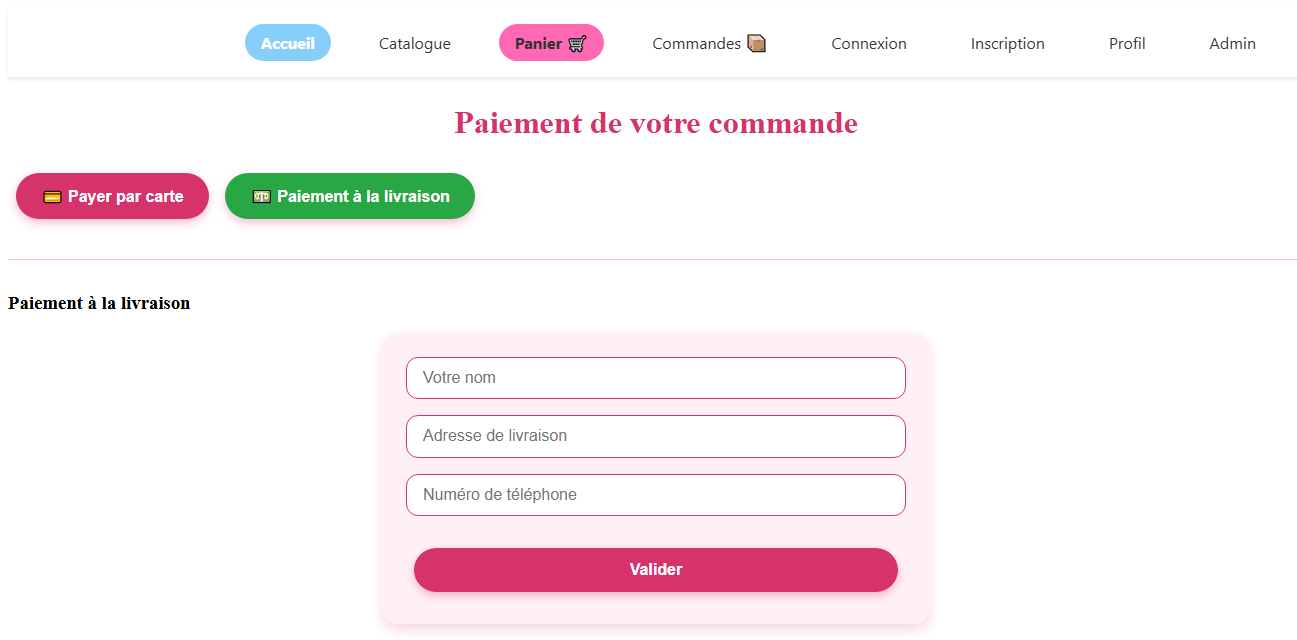 Accueil Catalogue Panier 🛒 Commandes 📦 Connexion Inscription Profil Admin
Paiement de votre commande
💳 Payer par carte 💵 Paiement à la livraison
Paiement à la livraison
Votre nom
Adresse de livraison
Numéro de téléphone
Valider